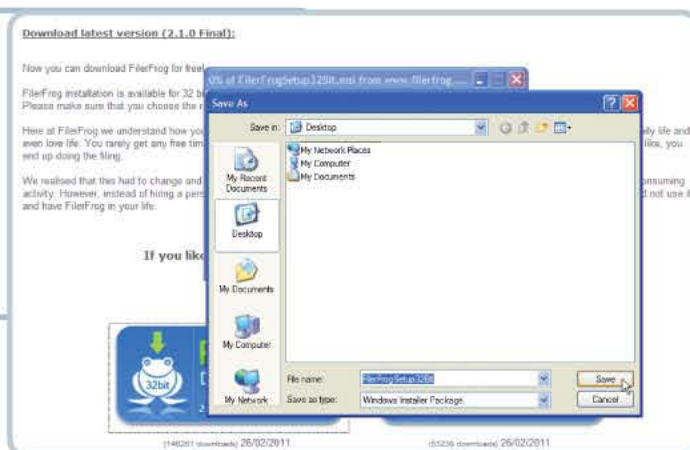 Download latest version (2.1.0 Final):
Now you can download FilerFrog for free!
FilerFrog installation is available for 32 bi
Please make sure that you choose the r
Here at FilerFrog we understand how you
even love life. You rarely get any free tim
end up doing the filing.
We realised that this had to change and
activity. However, instead of hiring a pers
and have FilerFrog in your life.
ily life and
like, you
onsuming
d not use it
If you like
0% of FilerFrogSetup32Bit.msi from www.filerfrog....
Save As
Save in:
Desktop
My Network Places
My Computer
My Documents
My Recent
Documents
Desktop
My Documents
My Computer
My Network
File name:
FilerFrogSetup32Bit
Save
Save as type:
Windows Installer Package
Cancel
32bit
downloads) 26/02/2011
downloads) 26/02/2011